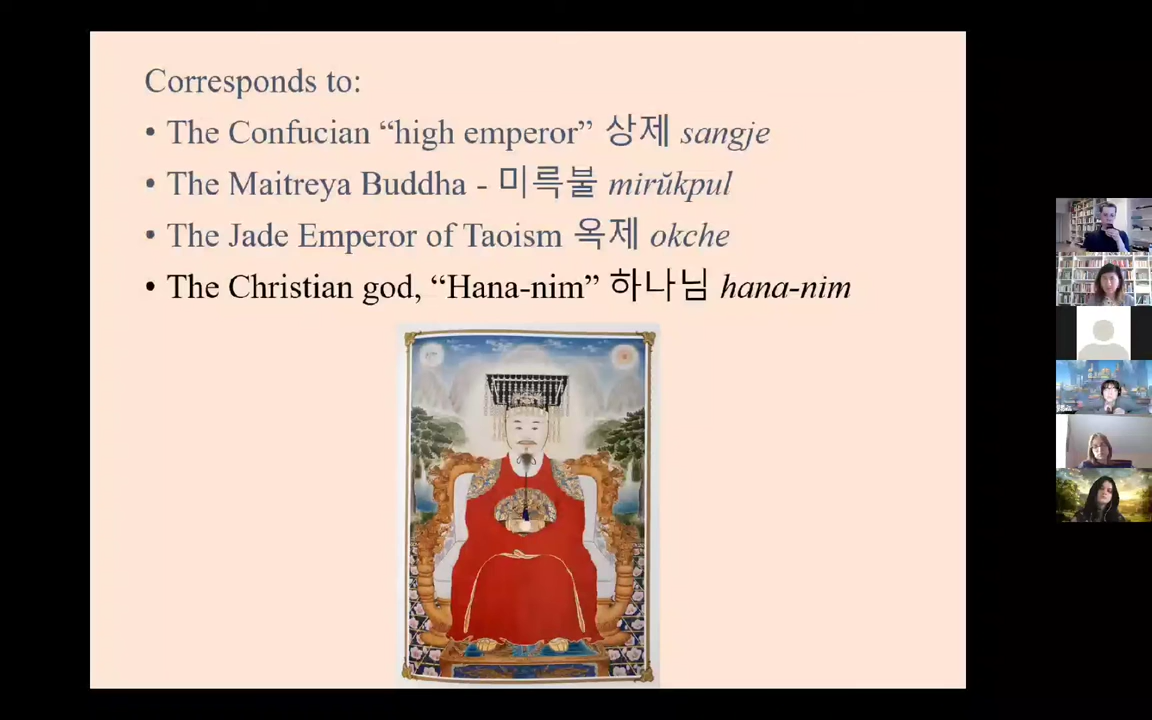 Corresponds to:
• The Confucian “high emperor” 상제 sangje
• The Maitreya Buddha - 미륵불 mirŭkpul
• The Jade Emperor of Taoism 옥제 okche
• The Christian god, “Hana-nim” 하나님 hana-nim